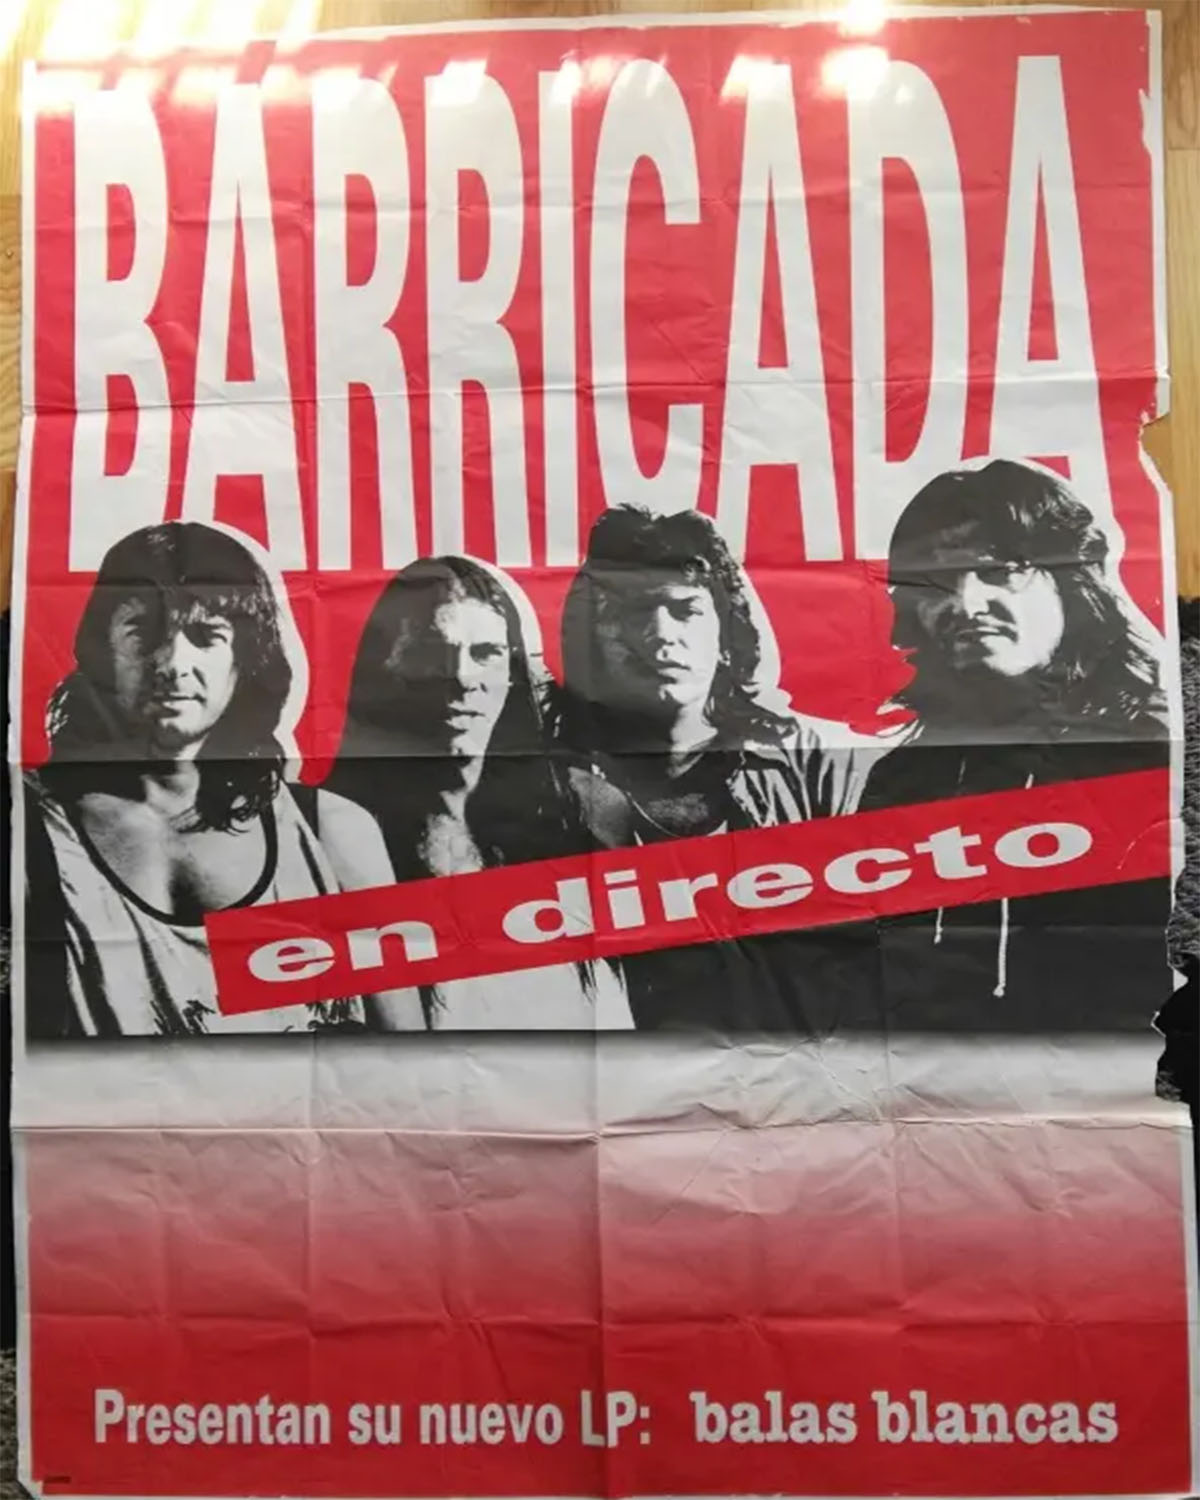 BARRICADA
en directo
Presentan su nuevo LP: balas blancas